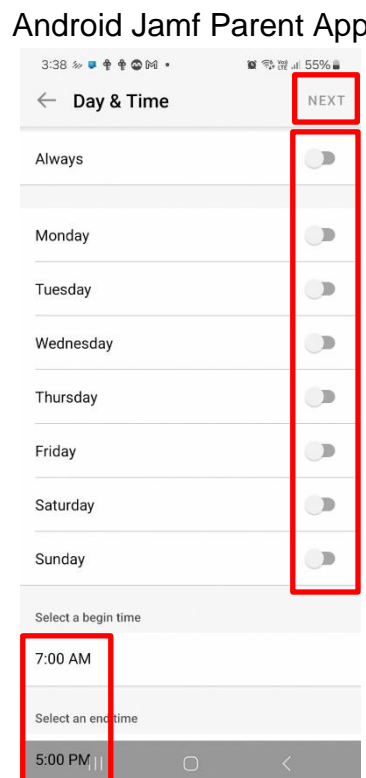 Android Jamf Parent App
3:38 55%
Day & Time NEXT
Always
Monday
Tuesday
Wednesday
Thursday
Friday
Saturday
Sunday
Select a begin time
7:00 AM
Select an end time
5:00 PM